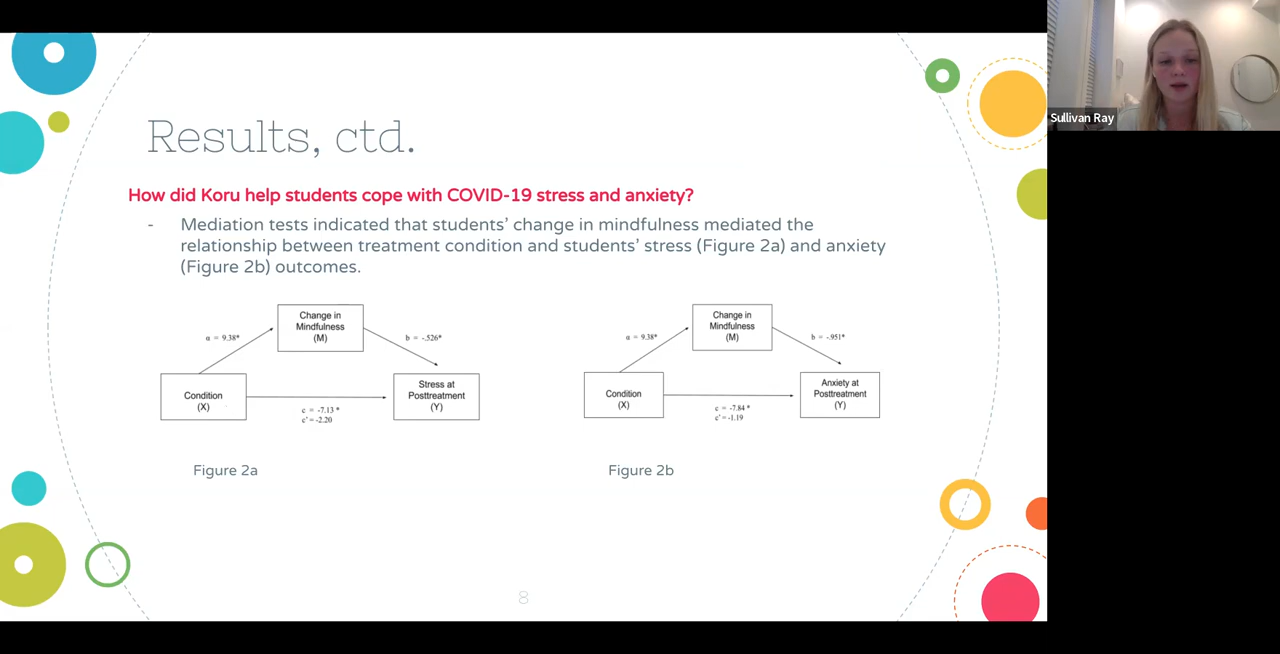 Results, ctd.
How did Koru help students cope with COVID-19 stress and anxiety?
- Mediation tests indicated that students’ change in mindfulness mediated the
relationship between treatment condition and students’ stress (Figure 2a) and anxiety
(Figure 2b) outcomes.
Change in
Mindfulness
(M)
α = 9.38*
b = -.526*
Condition
(X)
Stress at
Posttreatment
(Y)
c = -7.13 *
c' = -2.20
Figure 2a
Change in
Mindfulness
(M)
α = 9.38*
b = -.951*
Condition
(X)
Anxiety at
Posttreatment
(Y)
c = -7.84 *
c' = -1.19
Figure 2b
8
Sullivan Ray